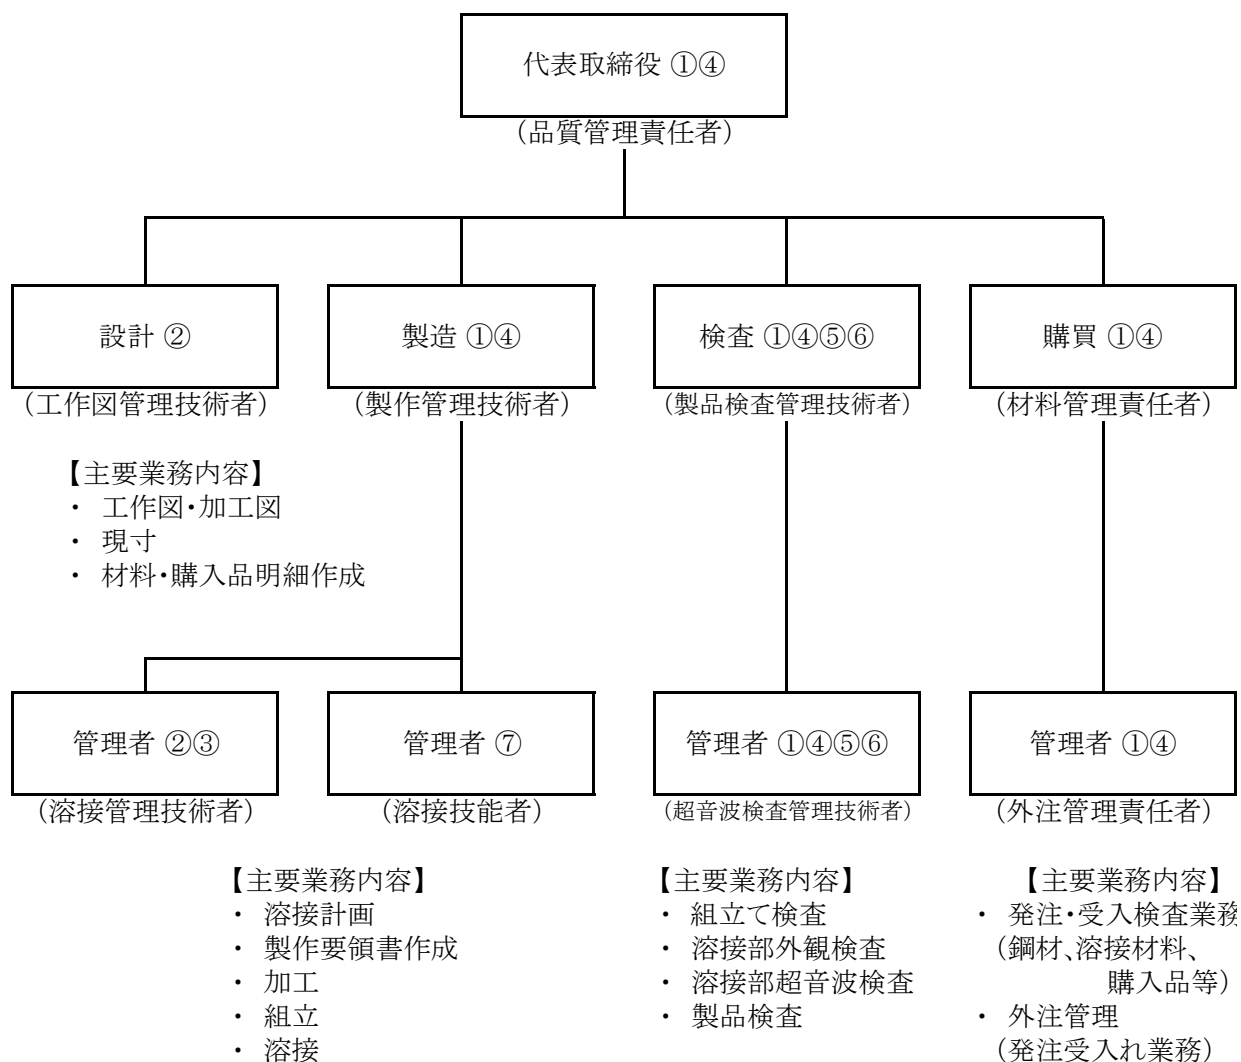 代表取締役 ①④
(品質管理責任者)
設計 ②
製造 ①④
検査 ①④⑤⑥
購買 ①④
(工作図管理技術者)
(製作管理技術者)
(製品検査管理技術者)
(材料管理責任者)
【主要業務内容】
・ 工作図・加工図
・ 現寸
・ 材料・購入品明細作成
管理者 ②③
管理者 ⑦
管理者 ①④⑤⑥
管理者 ①④
(溶接管理技術者)
(溶接技能者)
(超音波検査管理技術者)
(外注管理責任者)
【主要業務内容】
・ 溶接計画
・ 製作要領書作成
・ 加工
・ 組立
・ 溶接
【主要業務内容】
・ 組立て検査
・ 溶接部外観検査
・ 溶接部超音波検査
・ 製品検査
【主要業務内容】
・ 発注・受入検査業務
(鋼材、溶接材料、
購入品等)
・ 外注管理
(発注受入れ業務)